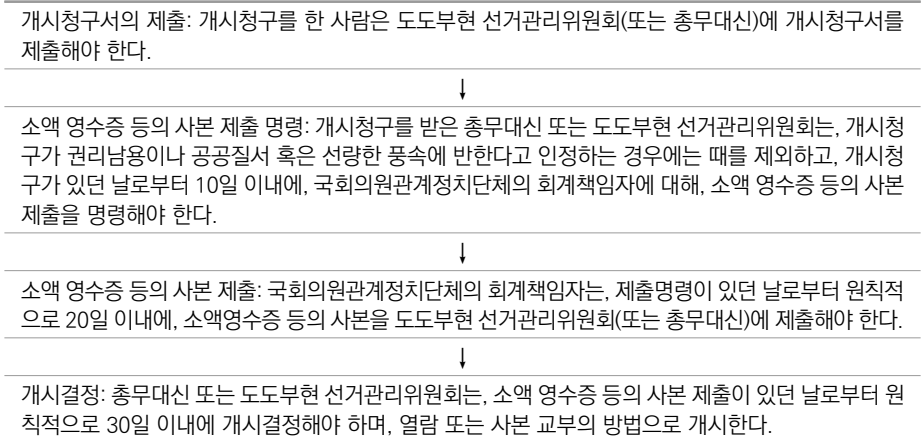 개시청구서의 제출: 개시청구를 한 사람은 도도부현 선거관리위원회(또는 총무대신)에 개시청구서를
제출해야 한다.
↓
소액 영수증 등의 사본 제출 명령: 개시청구를 받은 총무대신 또는 도도부현 선거관리위원회는, 개시청
구가 권리남용이나 공공질서 혹은 선량한 풍속에 반한다고 인정하는 경우에는 때를 제외하고, 개시청
구가 있던 날로부터 10일 이내에, 국회의원관계정치단체의 회계책임자에 대해, 소액 영수증 등의 사본
제출을 명령해야 한다.
↓
소액 영수증 등의 사본 제출: 국회의원관계정치단체의 회계책임자는, 제출명령이 있던 날로부터 원칙적
으로 20일 이내에, 소액영수증 등의 사본을 도도부현 선거관리위원회(또는 총무대신)에 제출해야 한다.
↓
개시결정: 총무대신 또는 도도부현 선거관리위원회는, 소액 영수증 등의 사본 제출이 있던 날로부터 원
칙적으로 30일 이내에 개시결정해야 하며, 열람 또는 사본 교부의 방법으로 개시한다.